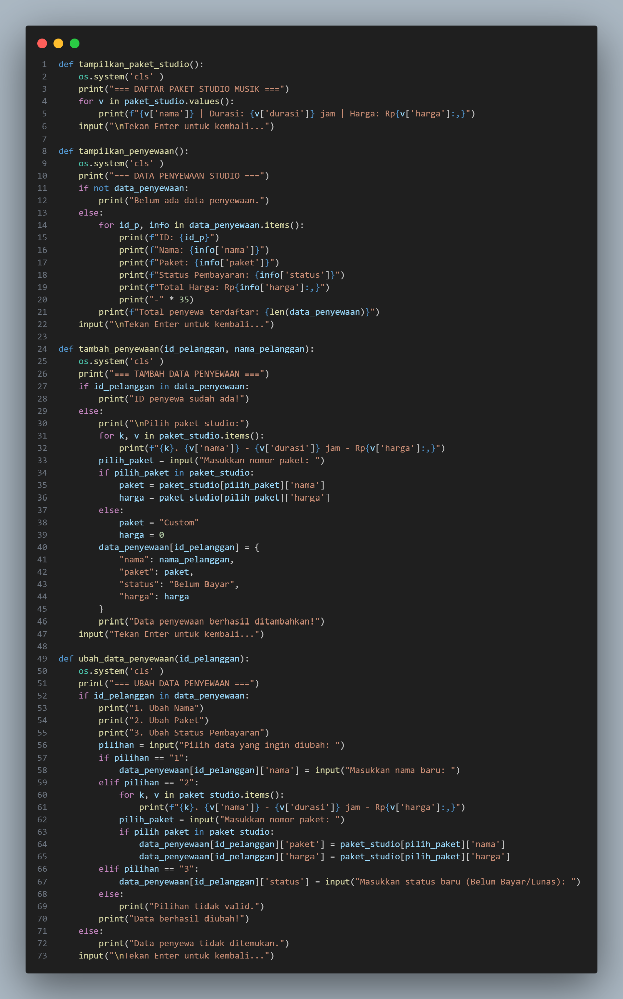 1 def tampilkan_paket_studio():
2     os.system('cls' )
3     print("=== DAFTAR PAKET STUDIO MUSIK ===")
4     for v in paket_studio.values():
5         print(f"{v['nama']} | Durasi: {v['durasi']} jam | Harga: Rp{v['harga']:,}")
6     input("\nTekan Enter untuk kembali...")
7
8 def tampilkan_penyewaan():
9     os.system('cls' )
10     print("=== DATA PENYEWAAN STUDIO ===")
11     if not data_penyewaan:
12         print("Belum ada data penyewaan.")
13     else:
14         for id_p, info in data_penyewaan.items():
15             print(f"ID: {id_p}")
16             print(f"Nama: {info['nama']}")
17             print(f"Paket: {info['paket']}")
18             print(f"Status Pembayaran: {info['status']}")
19             print(f"Total Harga: Rp{info['harga']:,}")
20             print("-" * 35)
21         print(f"Total penyewa terdaftar: {len(data_penyewaan)}")
22     input("\nTekan Enter untuk kembali...")
23
24 def tambah_penyewaan(id_pelanggan, nama_pelanggan):
25     os.system('cls' )
26     print("=== TAMBAH DATA PENYEWAAN ===")
27     if id_pelanggan in data_penyewaan:
28         print("ID penyewa sudah ada!")
29     else:
30         print("\nPilih paket studio:")
31         for k, v in paket_studio.items():
32             print(f"{k}. {v['nama']} - {v['durasi']} jam - Rp{v['harga']:,}")
33         pilih_paket = input("Masukkan nomor paket: ")
34         if pilih_paket in paket_studio:
35             paket = paket_studio[pilih_paket]['nama']
36             harga = paket_studio[pilih_paket]['harga']
37         else:
38             paket = "Custom"
39             harga = 0
40         data_penyewaan[id_pelanggan] = {
41             "nama": nama_pelanggan,
42             "paket": paket,
43             "status": "Belum Bayar",
44             "harga": harga
45         }
46         print("Data penyewaan berhasil ditambahkan!")
47     input("Tekan Enter untuk kembali...")
48
49 def ubah_data_penyewaan(id_pelanggan):
50     os.system('cls' )
51     print("=== UBAH DATA PENYEWAAN ===")
52     if id_pelanggan in data_penyewaan:
53         print("1. Ubah Nama")
54         print("2. Ubah Paket")
55         print("3. Ubah Status Pembayaran")
56         pilihan = input("Pilih data yang ingin diubah: ")
57         if pilihan == "1":
58             data_penyewaan[id_pelanggan]['nama'] = input("Masukkan nama baru: ")
59         elif pilihan == "2":
60             for k, v in paket_studio.items():
61                 print(f"{k}. {v['nama']} - {v['durasi']} jam - Rp{v['harga']:,}")
62             pilih_paket = input("Masukkan nomor paket: ")
63             if pilih_paket in paket_studio:
64                 data_penyewaan[id_pelanggan]['paket'] = paket_studio[pilih_paket]['nama']
65                 data_penyewaan[id_pelanggan]['harga'] = paket_studio[pilih_paket]['harga']
66         elif pilihan == "3":
67             data_penyewaan[id_pelanggan]['status'] = input("Masukkan status baru (Belum Bayar/Lunas): ")
68         else:
69             print("Pilihan tidak valid.")
70         print("Data berhasil diubah!")
71     else:
72         print("Data penyewa tidak ditemukan.")
73     input("\nTekan Enter untuk kembali...")